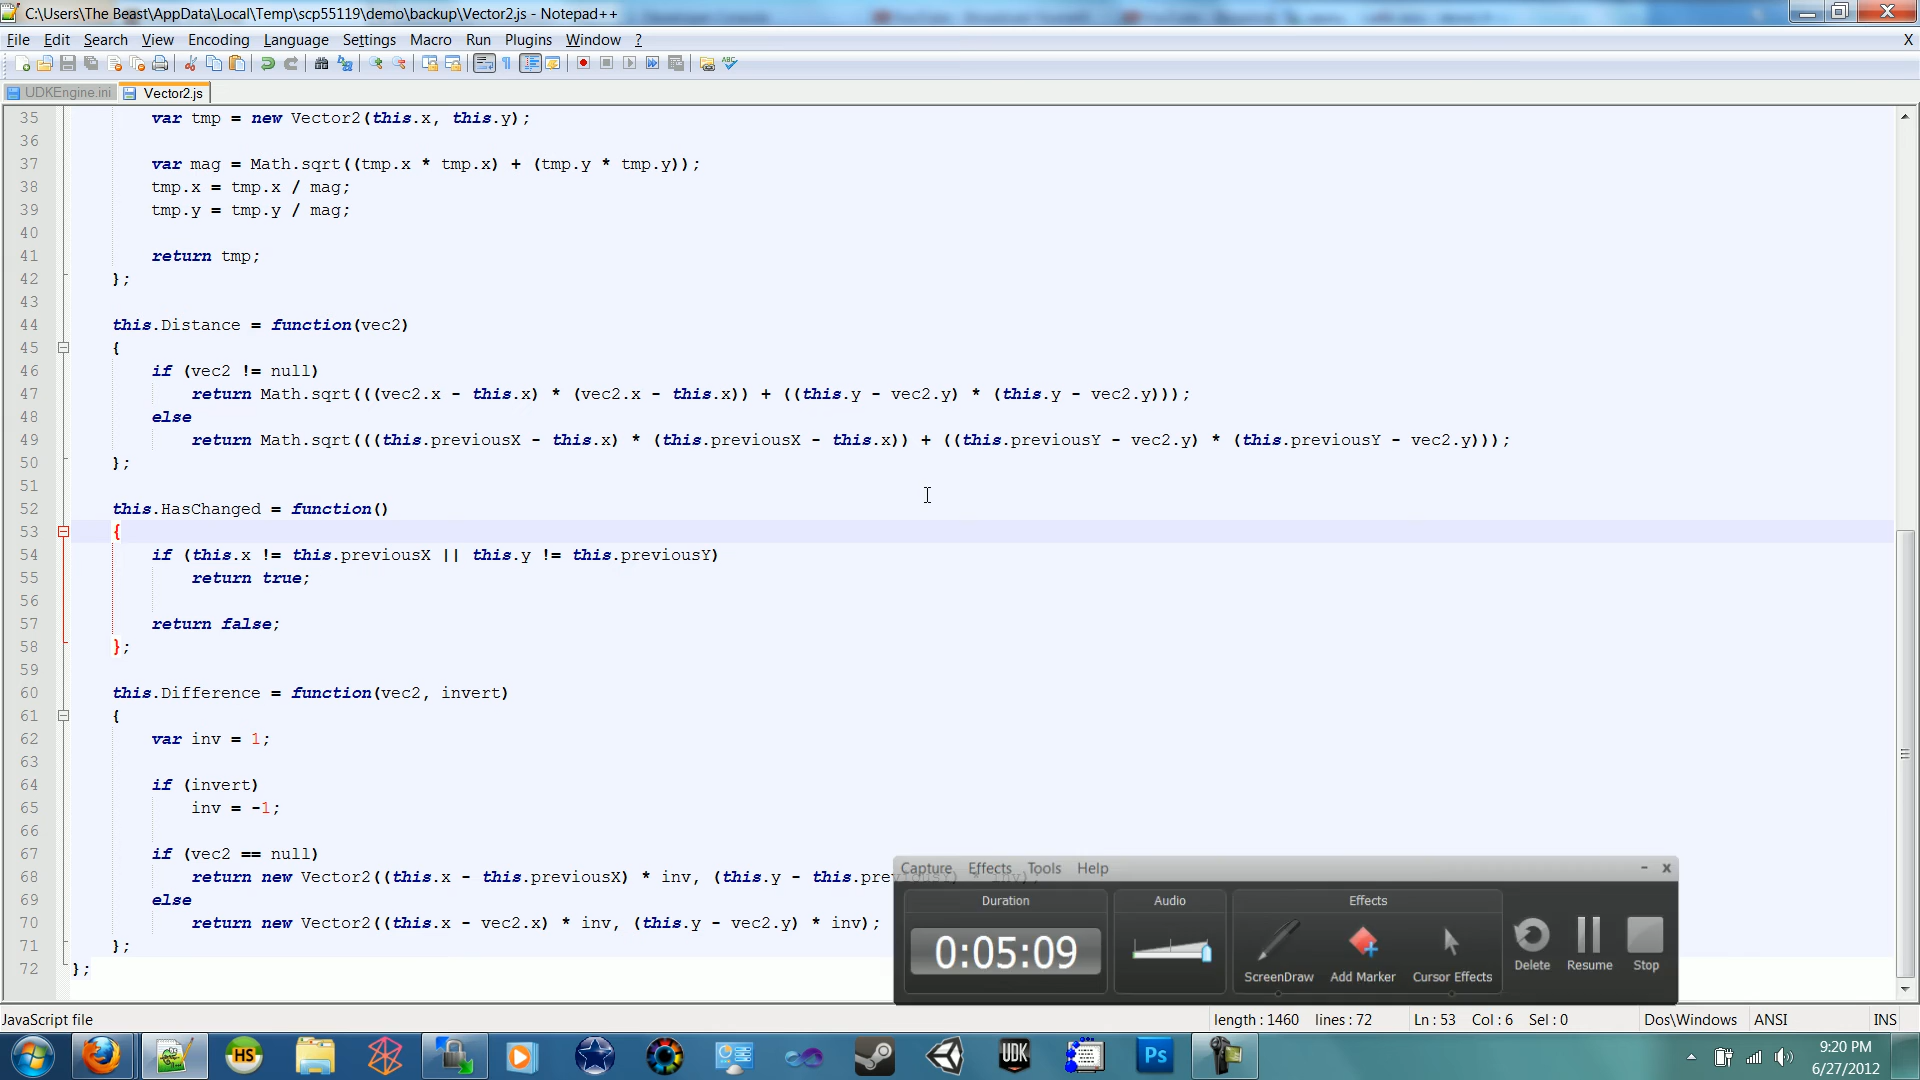 C:\Users\The Beast\AppData\Local\Temp\scp55119\demo\backup\Vector2.js - Notepad++
File Edit Search View Encoding Language Settings Macro Run Plugins Window ? X
UDKEngine.ini Vector2.js
35 var tmp = new Vector2(this.x, this.y);
36
37 var mag = Math.sqrt((tmp.x * tmp.x) + (tmp.y * tmp.y));
38 tmp.x = tmp.x / mag;
39 tmp.y = tmp.y / mag;
40
41 return tmp;
42 };
43
44 this.Distance = function(vec2)
45 {
46 if (vec2 != null)
47 return Math.sqrt(((vec2.x - this.x) * (vec2.x - this.x)) + ((this.y - vec2.y) * (this.y - vec2.y)));
48 else
49 return Math.sqrt(((this.previousX - this.x) * (this.previousX - this.x)) + ((this.previousY - vec2.y) * (this.previousY - vec2.y)));
50 };
51
52 this.HasChanged = function()
53 {
54 if (this.x != this.previousX || this.y != this.previousY)
55 return true;
56
57 return false;
58 };
59
60 this.Difference = function(vec2, invert)
61 {
62 var inv = 1;
63
64 if (invert)
65 inv = -1;
66
67 if (vec2 == null)
68 return new Vector2((this.x - this.previousX) * inv, (this.y - this.previousY) * inv);
69 else
70 return new Vector2((this.x - vec2.x) * inv, (this.y - vec2.y) * inv);
71 };
72 };
Capture Effects Tools Help
Duration Audio Effects
0:05:09
ScreenDraw Add Marker Cursor Effects Delete Resume Stop
JavaScript file length : 1460 lines : 72 Ln : 53 Col : 6 Sel : 0 Dos\Windows ANSI INS
HS UDK Ps
9:20 PM
6/27/2012